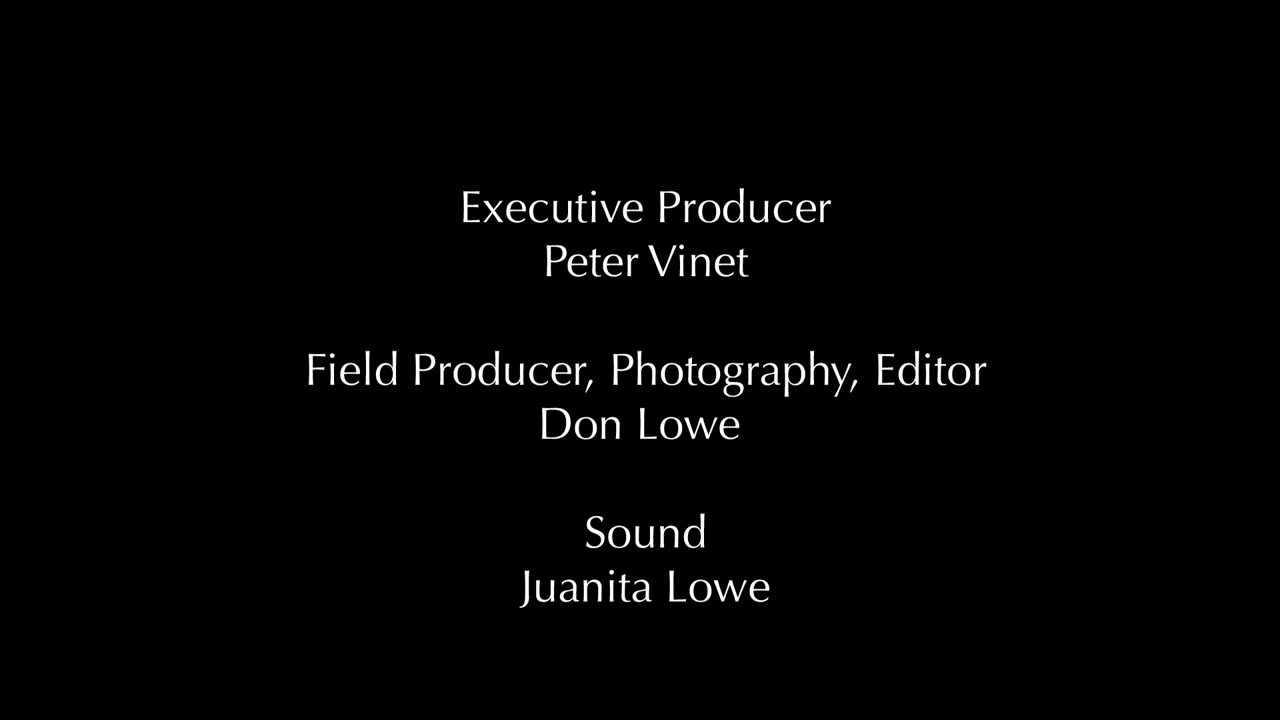 Executive Producer
Peter Vinet
Field Producer, Photography, Editor
Don Lowe
Sound
Juanita Lowe